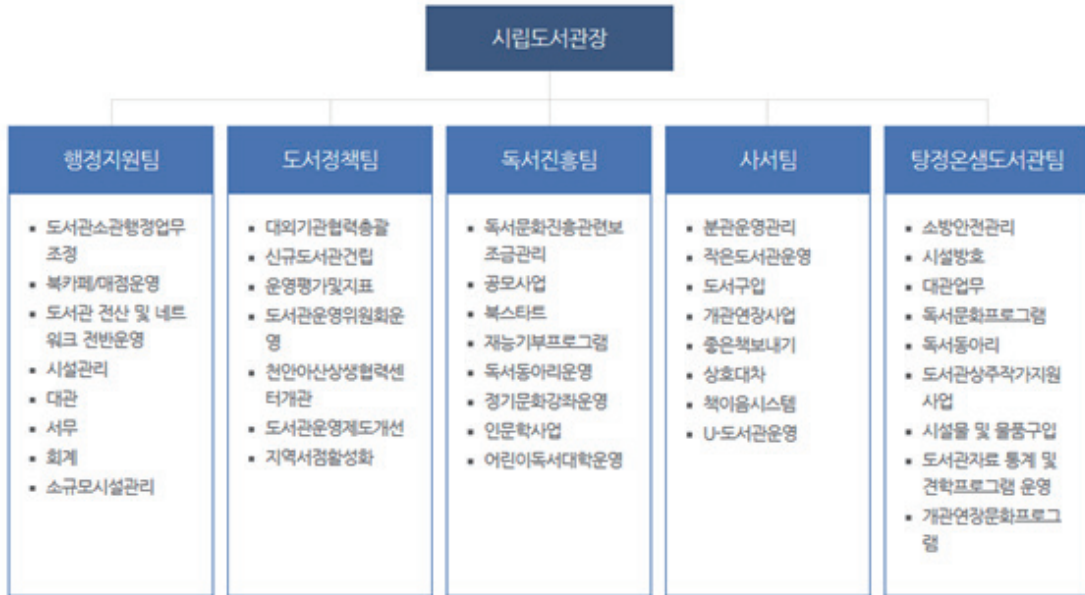 시립도서관장
행정지원팀
도서관소관행정업무
조정
북카페/매점운영
도서관 전산 및 네트
워크 전반운영
시설관리
대관
서무
회계
소규모시설관리
도서정책팀
대외기관협력총괄
신규도서관건립
운영평가및지표
도서관운영위원회운
영
천안아산상생협력센
터개관
도서관운영제도개선
지역서점활성화
독서진흥팀
독서문화진흥관련보
조금관리
공모사업
북스타트
재능기부프로그램
독서동아리운영
정기문화강좌운영
인문학사업
어린이독서대학운영
사서팀
분관운영관리
작은도서관운영
도서구입
개관연장사업
좋은책보내기
상호대차
책이음시스템
U-도서관운영
탕정온샘도서관팀
소방안전관리
시설방호
대관업무
독서문화프로그램
독서동아리
도서관상주작가지원
사업
시설물 및 물품구입
도서관자료 통계 및
견학프로그램 운영
개관연장문화프로그
램